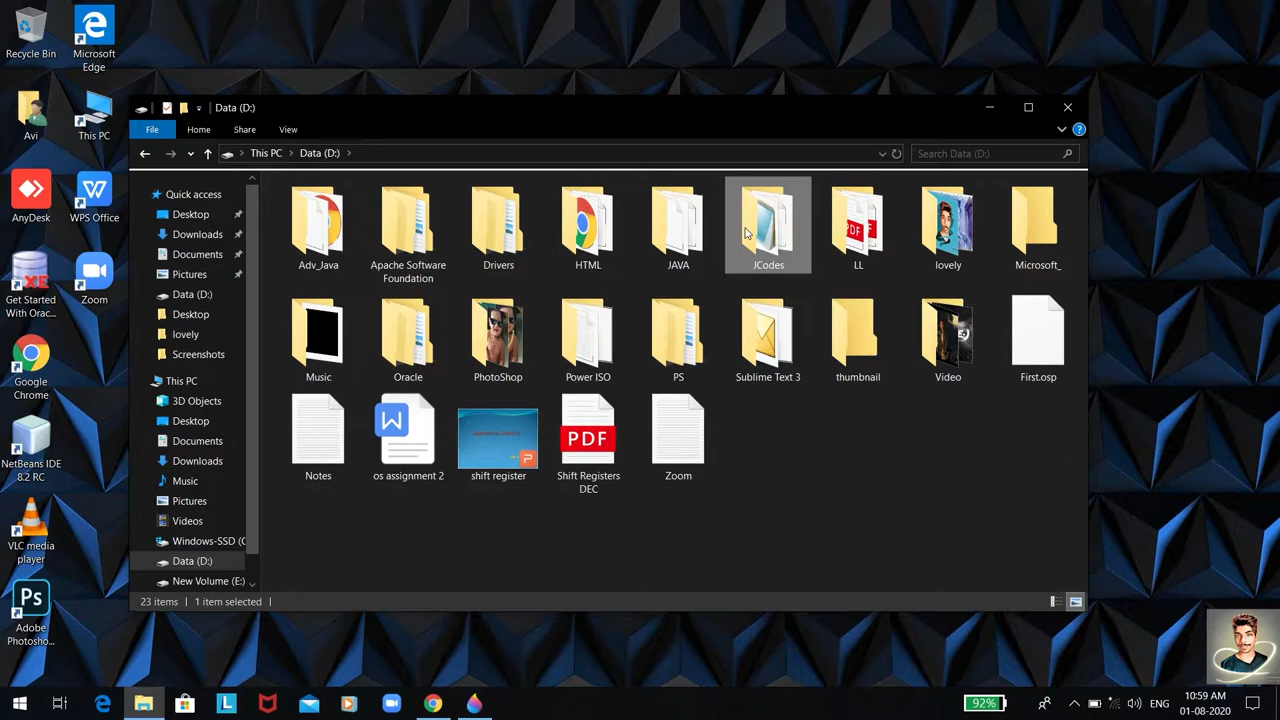 Recycle Bin
Microsoft
Edge
Avi
This PC
AnyDesk
WPS Office
Get Started
With Orac...
Zoom
Google
Chrome
NetBeans IDE
8.2 RC
VLC media
player
Ps
Adobe
Photosho...
Data (D:)
File
Home
Share
View
This PC
Data (D:)
Search Data (D:)
Quick access
Desktop
Downloads
Documents
Pictures
Data (D:)
Desktop
lovely
Screenshots
This PC
3D Objects
Desktop
Documents
Downloads
Music
Pictures
Videos
Windows-SSD (C
Data (D:)
New Volume (E:)
Adv_Java
Apache Software
Foundation
Drivers
HTML
JAVA
JCodes
PDF
LL
lovely
Microsoft_
Music
Oracle
PhotoShop
Power ISO
PS
Sublime Text 3
thumbnail
Video
First.osp
Notes
W
os assignment 2
shift register
PDF
Shift Registers
DEC
Zoom
23 items
1 item selected
92%
ENG
10:59 AM
01-08-2020